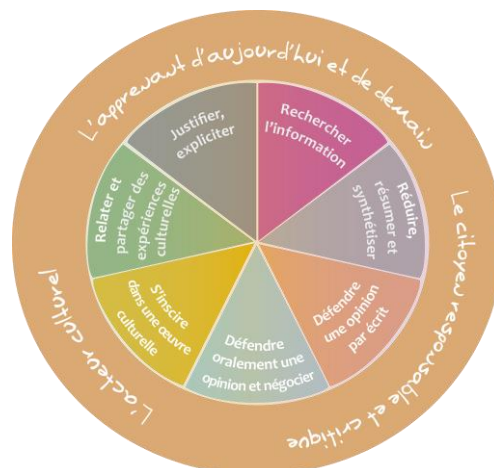 L'apprenant d'aujourd'hui et de demain
Le citoyen responsable et critique
L'acteur culturel
Rechercher
l'information
Réduire,
résumer et
synthétiser
Défendre
une opinion
par écrit
Défendre
oralement une
opinion et négocier
S'inscire
dans une œuvre
culturelle
Relater et
partager des
expériences
culturelles
Justifier,
expliciter